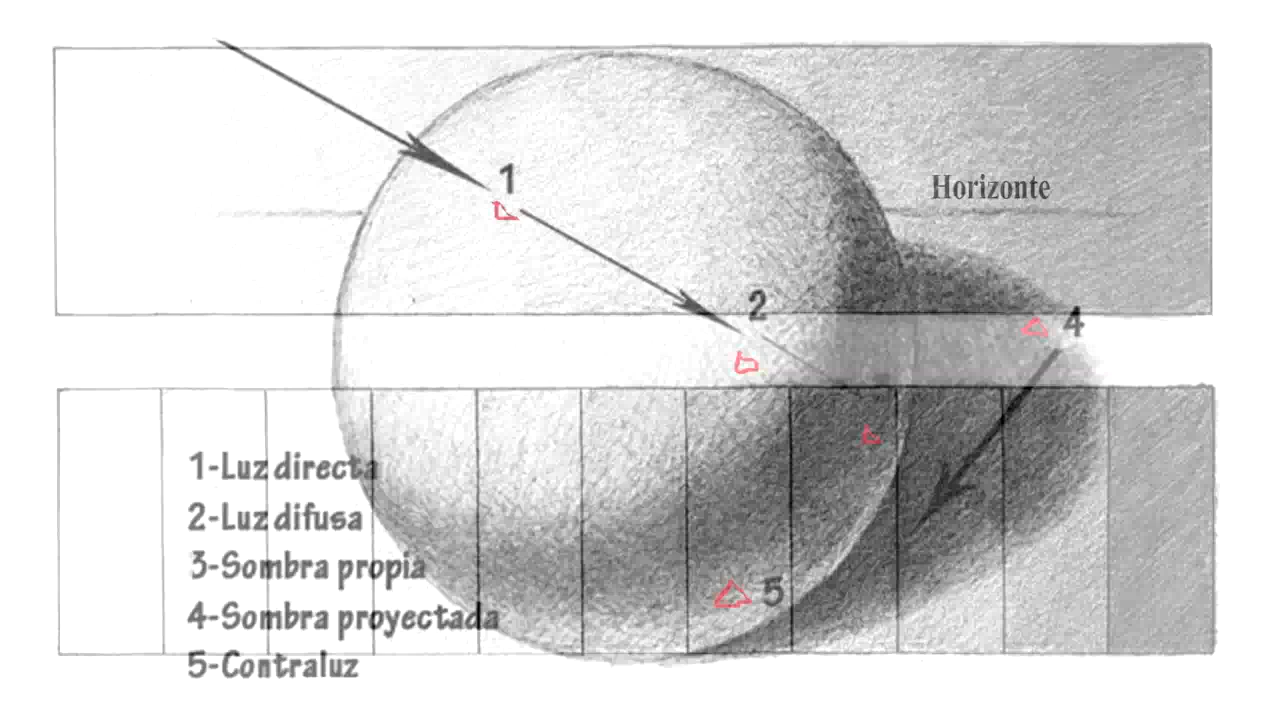 1
Horizonte
2
4
1-Luz directa
2-Luz difusa
3-Sombra propia
5
4-Sombra proyectada
5-Contraluz